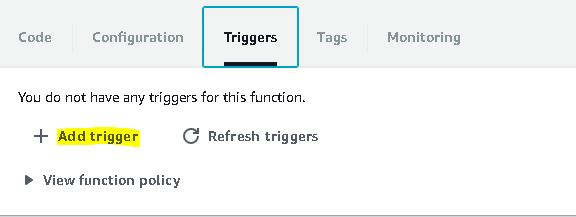 Code Configuration Triggers Tags Monitoring
You do not have any triggers for this function.
Add trigger Refresh triggers
View function policy